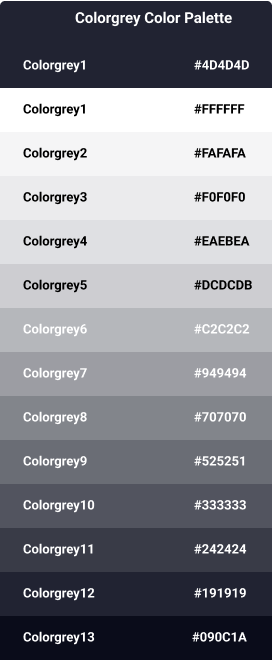 Colorgrey Color Palette
Colorgrey1 #4D4D4D
Colorgrey1 #FFFFFF
Colorgrey2 #FAFAFA
Colorgrey3 #F0F0F0
Colorgrey4 #EAEBEA
Colorgrey5 #DCDCDB
Colorgrey6 #C2C2C2
Colorgrey7 #949494
Colorgrey8 #707070
Colorgrey9 #525251
Colorgrey10 #333333
Colorgrey11 #242424
Colorgrey12 #191919
Colorgrey13 #090C1A